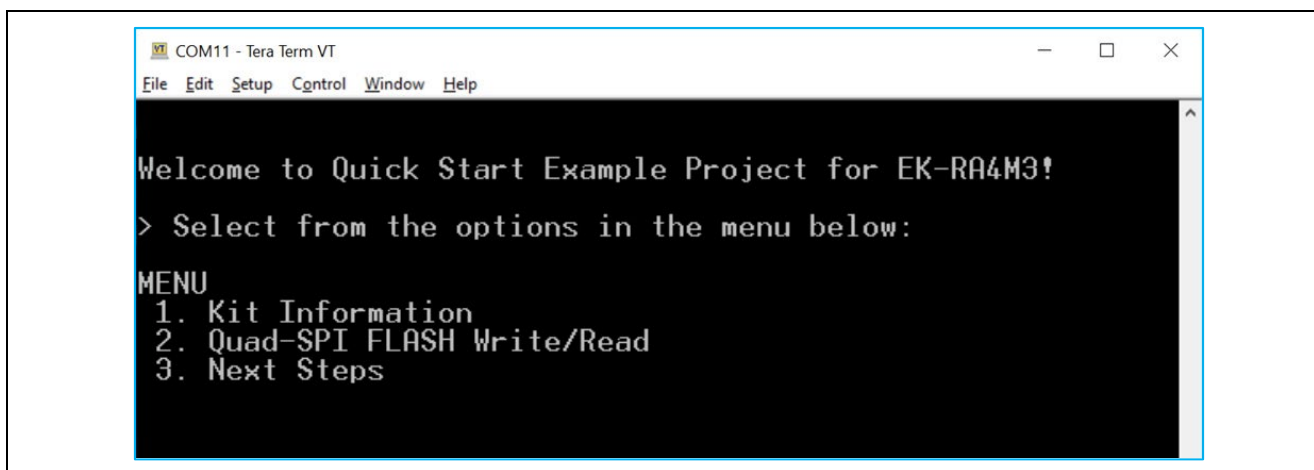 COM11 - Tera Term VT
File Edit Setup Control Window Help
Welcome to Quick Start Example Project for EK-RA4M3!
> Select from the options in the menu below:
MENU
1. Kit Information
2. Quad-SPI FLASH Write/Read
3. Next Steps